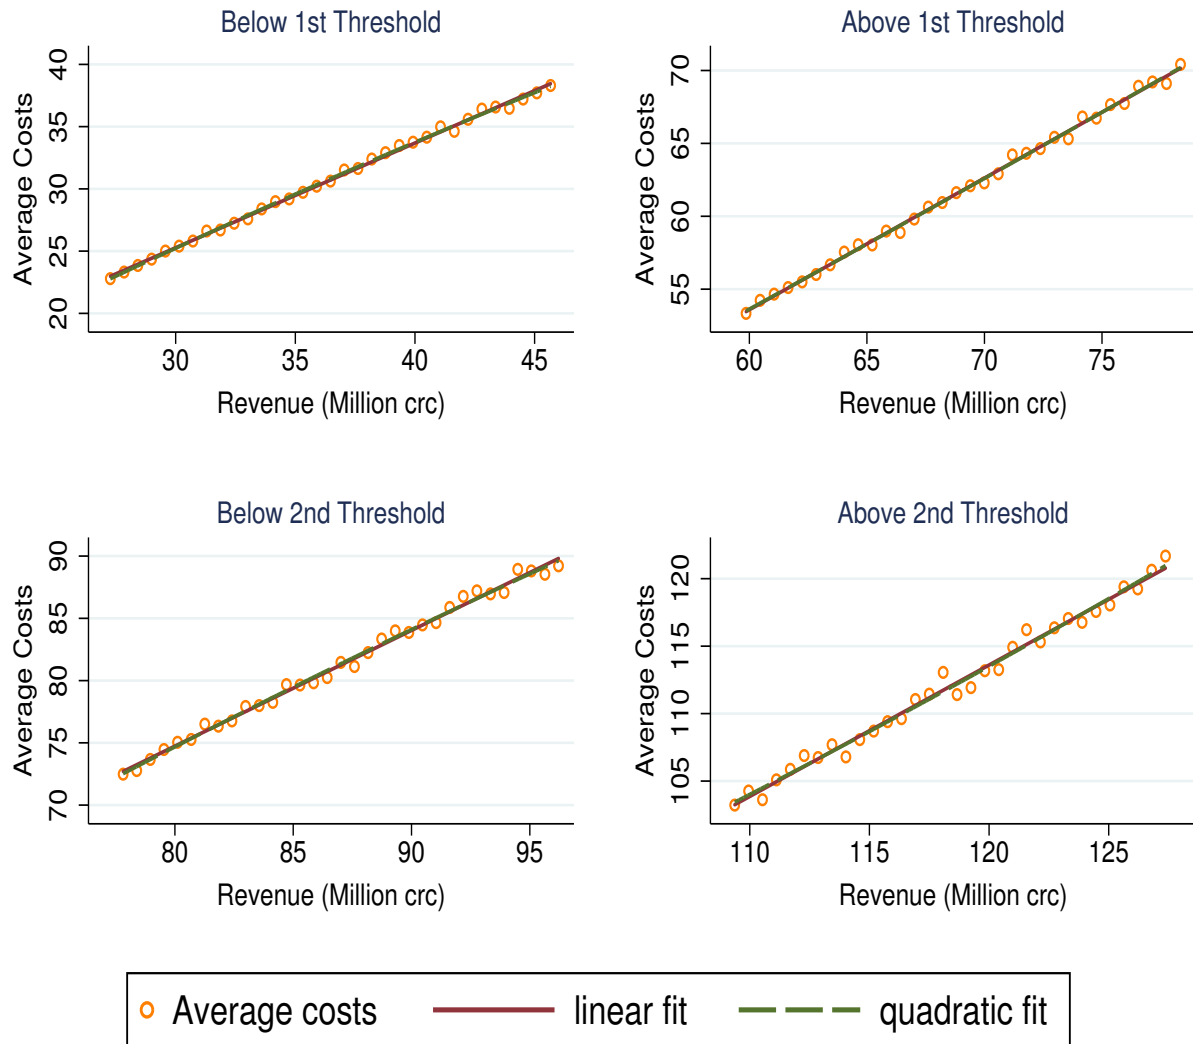 Below 1st Threshold
Average Costs
20 25 30 35 40
30 35 40 45
Revenue (Million crc)
Above 1st Threshold
Average Costs
55 60 65 70
60 65 70 75
Revenue (Million crc)
Below 2nd Threshold
Average Costs
70 75 80 85 90
80 85 90 95
Revenue (Million crc)
Above 2nd Threshold
Average Costs
105 110 115 120
110 115 120 125
Revenue (Million crc)
Average costs linear fit quadratic fit